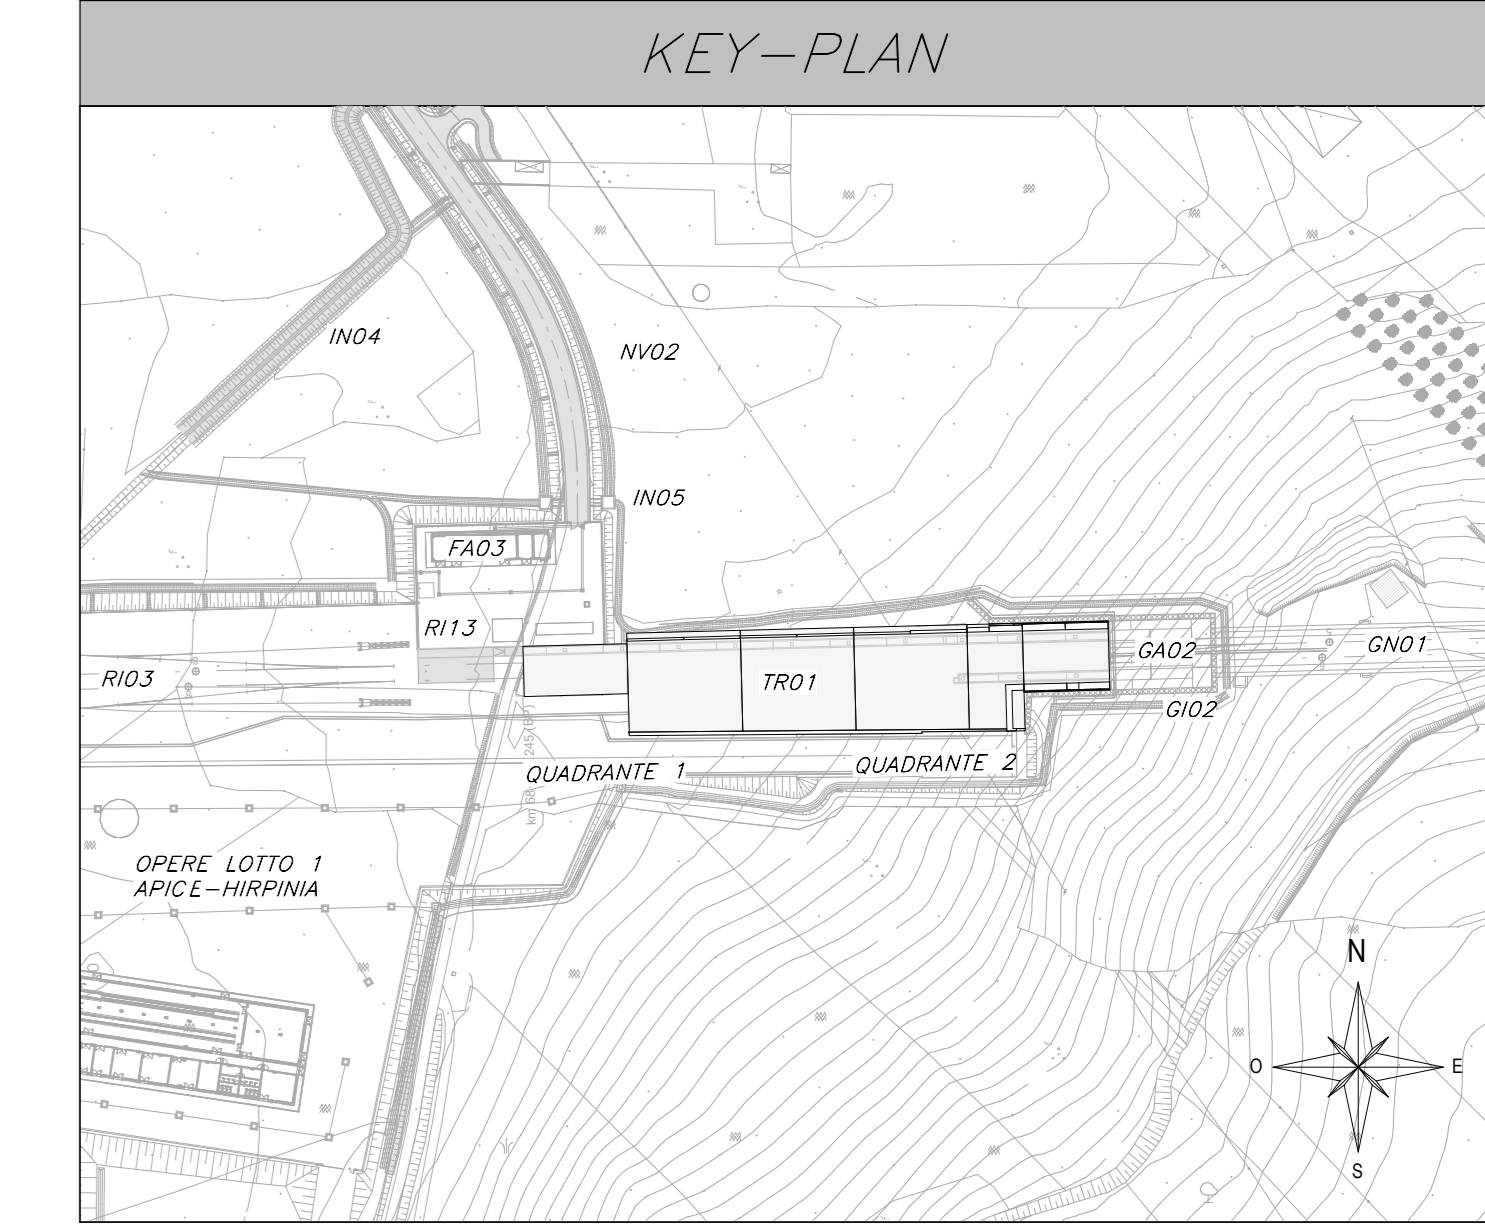 KEY-PLAN
IN04
NV02
IN05
FA03
RI13
RI03
TR01
GA02
GN01
GI02
QUADRANTE 1
QUADRANTE 2
OPERE LOTTO 1
APICE-HIRPINIA
N
O
E
S